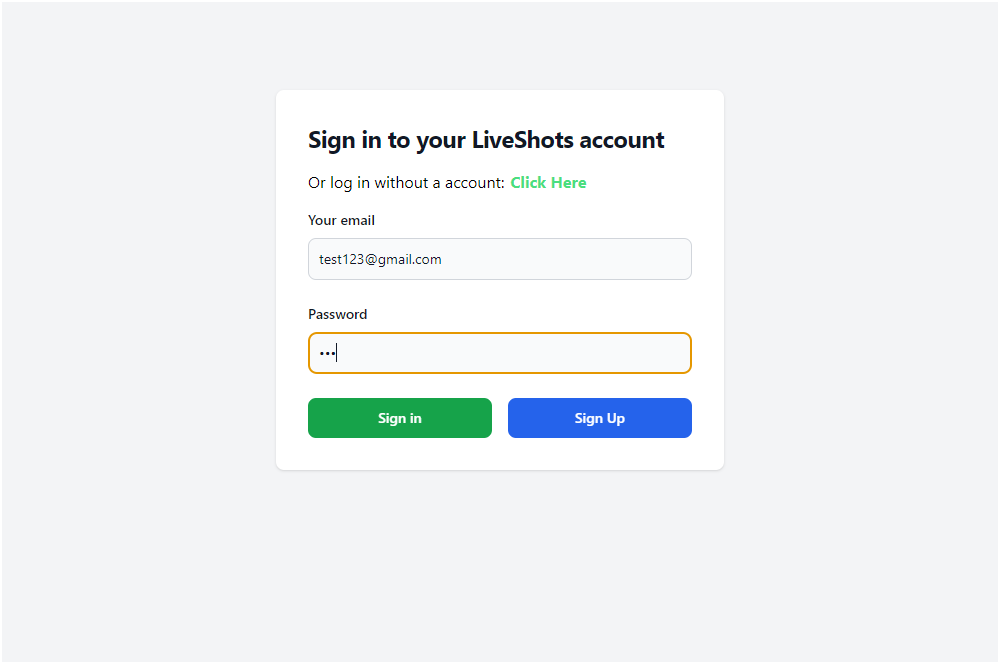 Sign in to your LiveShots account
Or log in without a account: Click Here
Your email
test123@gmail.com
Password
•••
Sign in
Sign Up